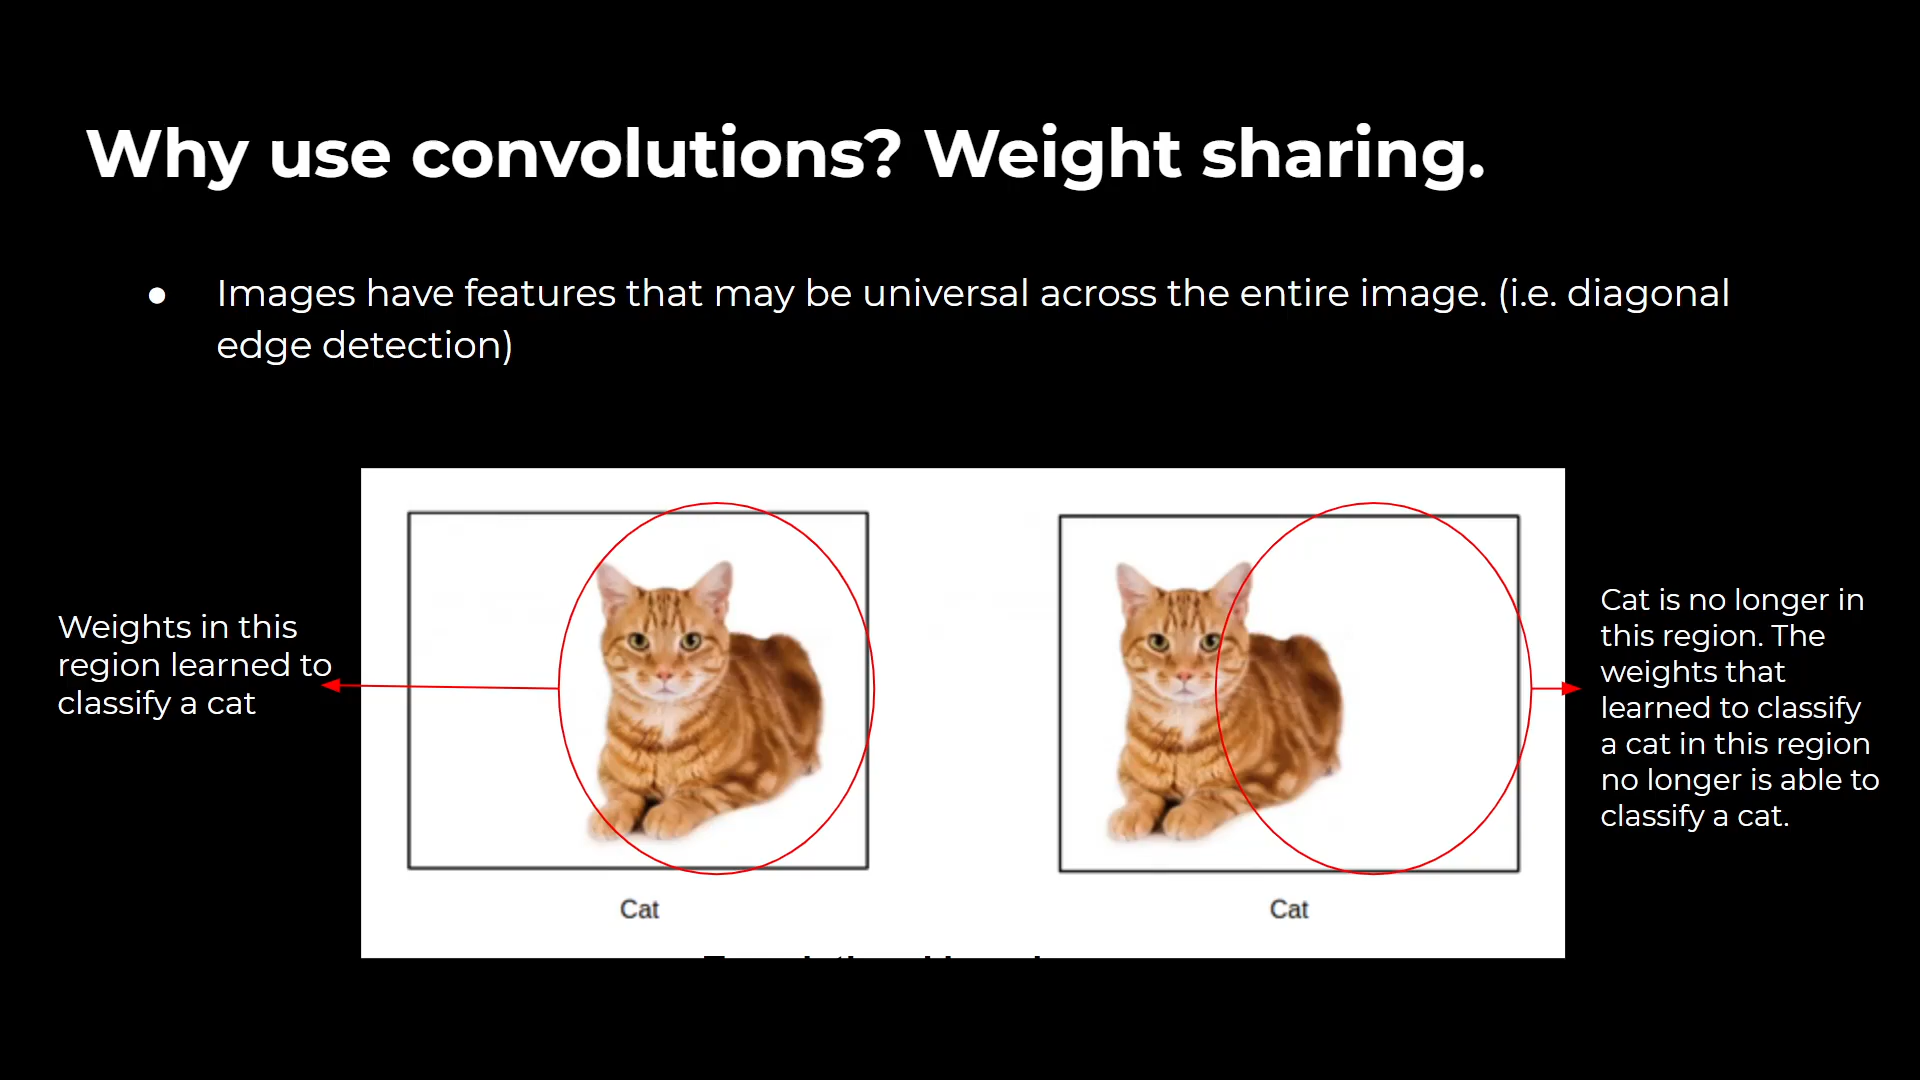 Why use convolutions? Weight sharing.
● Images have features that may be universal across the entire image. (i.e. diagonal
edge detection)
Weights in this
region learned to
classify a cat
Cat
Cat
Cat is no longer in
this region. The
weights that
learned to classify
a cat in this region
no longer is able to
classify a cat.